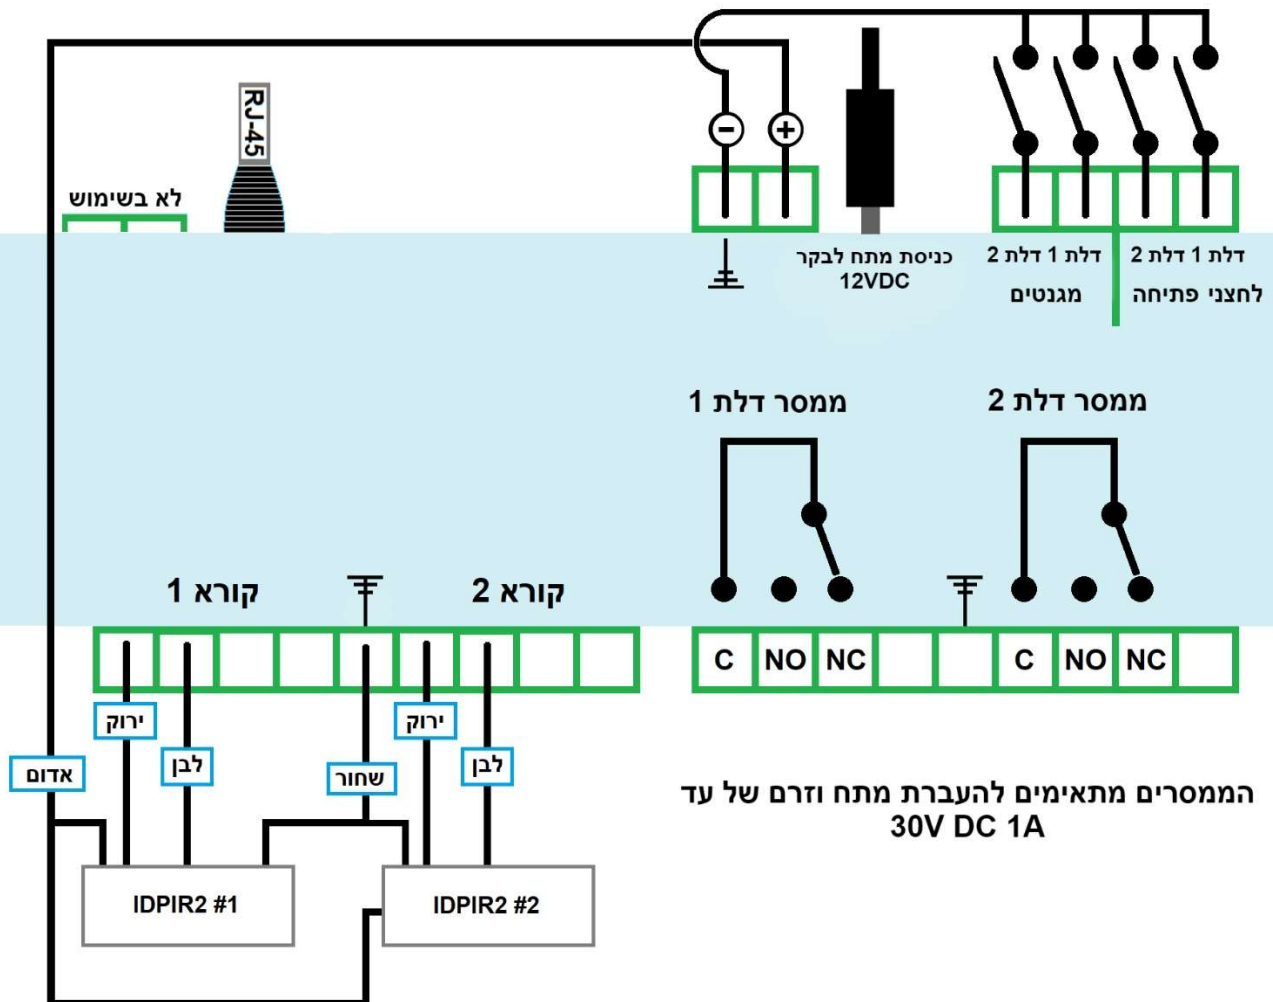 RJ-45
לא בשימוש
-
+
כניסת מתח לבקר
12VDC
דלת 1 דלת 2
לחצני פתיחה
דלת 1 דלת 2
מגנטים
ממסר דלת 1
ממסר דלת 2
קורא 1
קורא 2
C NO NC
C NO NC
ירוק
לבן
שחור
ירוק
לבן
אדום
IDPIR2 #1
IDPIR2 #2
הממסרים מתאימים להעברת מתח וזרם של עד
30V DC 1A